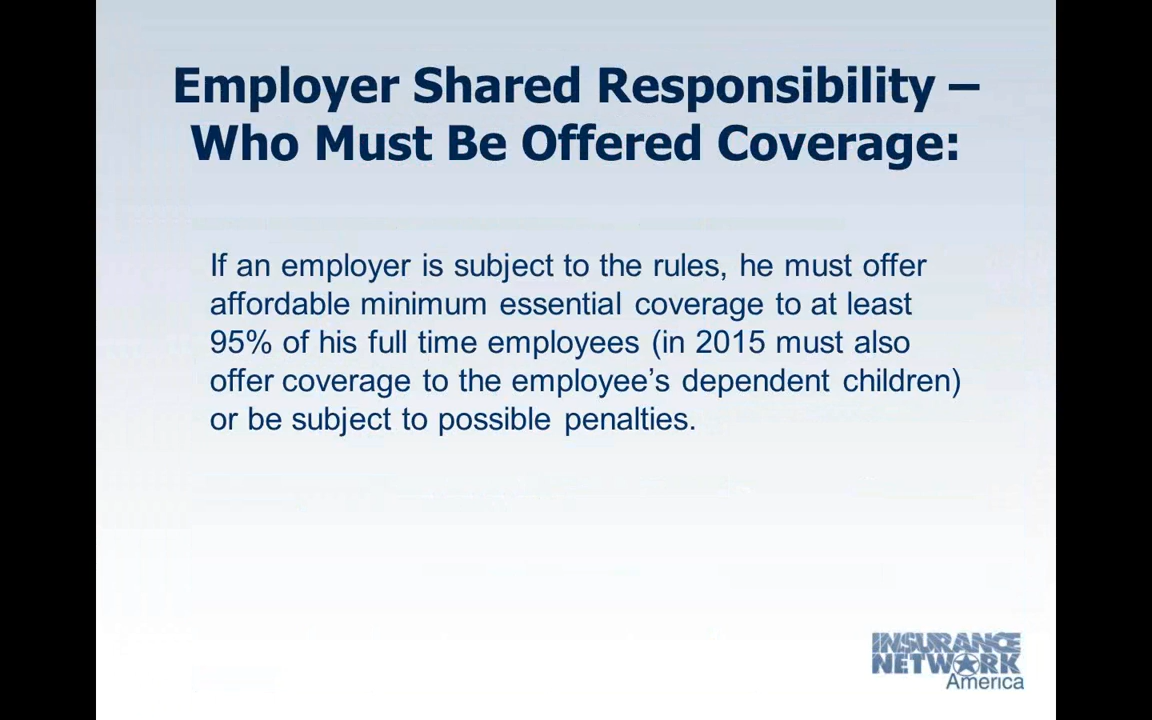 Employer Shared Responsibility –
Who Must Be Offered Coverage:
If an employer is subject to the rules, he must offer
affordable minimum essential coverage to at least
95% of his full time employees (in 2015 must also
offer coverage to the employee’s dependent children)
or be subject to possible penalties.
INSURANCE
NETWORK
America